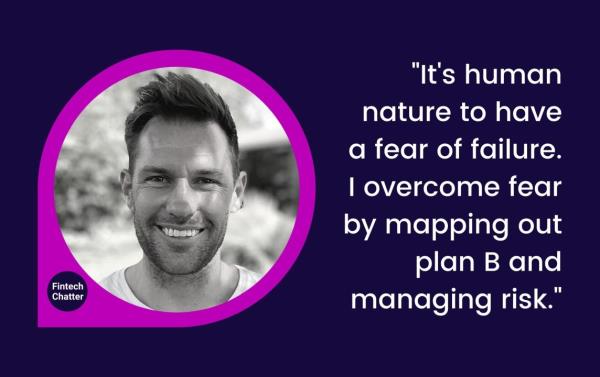 "It's human
nature to have
a fear of failure.
I overcome fear
by mapping out
plan B and
managing risk."
Fintech
Chatter